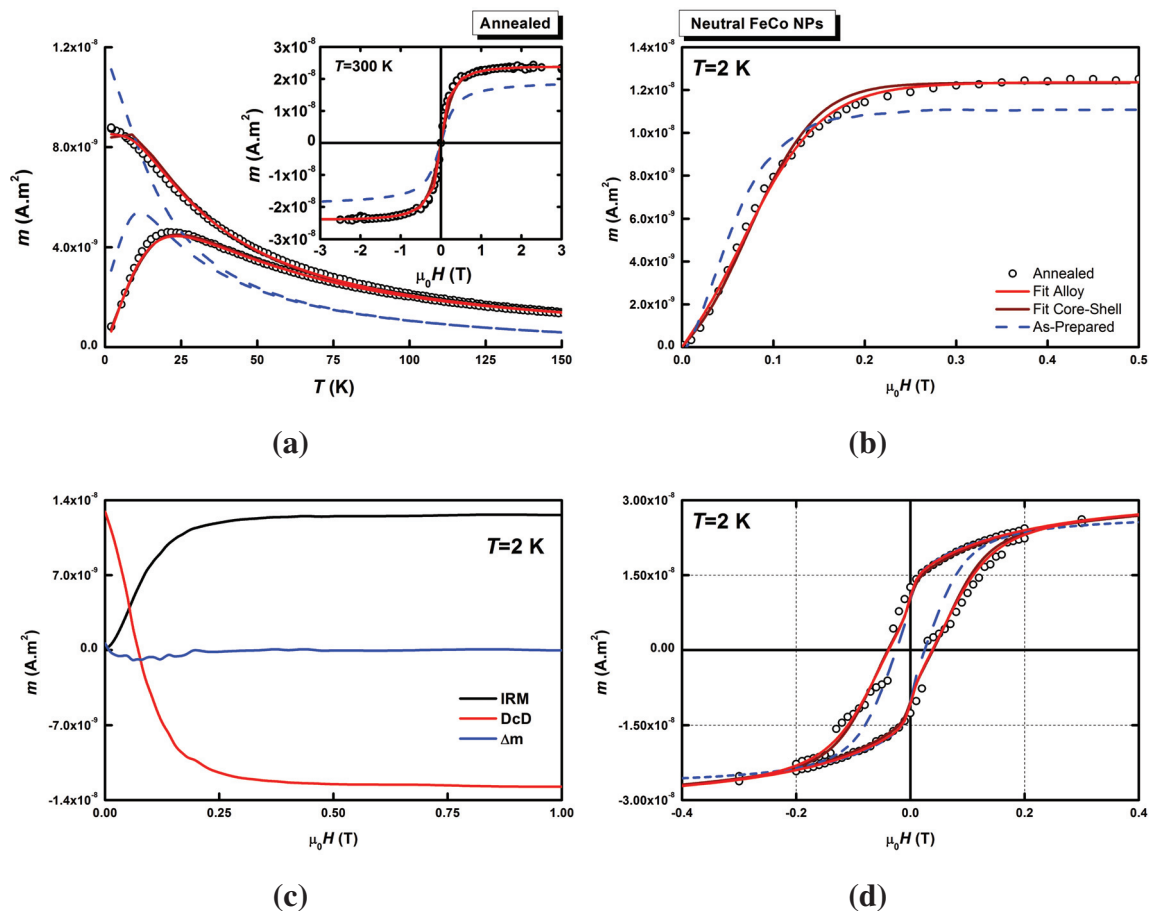 Annealed
Neutral FeCo NPs
1.2x10⁻⁸
8.0x10⁻⁹
4.0x10⁻⁹
0.0
m (A.m²)
0 25 50 75 100 125 150
T (K)
T=300 K
3x10⁻⁸
2x10⁻⁸
1x10⁻⁸
0
-1x10⁻⁸
-2x10⁻⁸
-3x10⁻⁸
m (A.m²)
-3 -2 -1 0 1 2 3
μ₀H (T)
(a)
T=2 K
1.4x10⁻⁸
1.2x10⁻⁸
1.0x10⁻⁸
8.0x10⁻⁹
6.0x10⁻⁹
4.0x10⁻⁹
2.0x10⁻⁹
0.0
m (A.m²)
Annealed
Fit Alloy
Fit Core-Shell
As-Prepared
0.0 0.1 0.2 0.3 0.4 0.5
μ₀H (T)
(b)
1.4x10⁻⁸
7.0x10⁻⁹
0.0
-7.0x10⁻⁹
-1.4x10⁻⁸
m (A.m²)
T=2 K
IRM
DcD
Δm
0.00 0.25 0.50 0.75 1.00
μ₀H (T)
(c)
T=2 K
3.00x10⁻⁸
1.50x10⁻⁸
0.00
-1.50x10⁻⁸
-3.00x10⁻⁸
m (A.m²)
-0.4 -0.2 0.0 0.2 0.4
μ₀H (T)
(d)